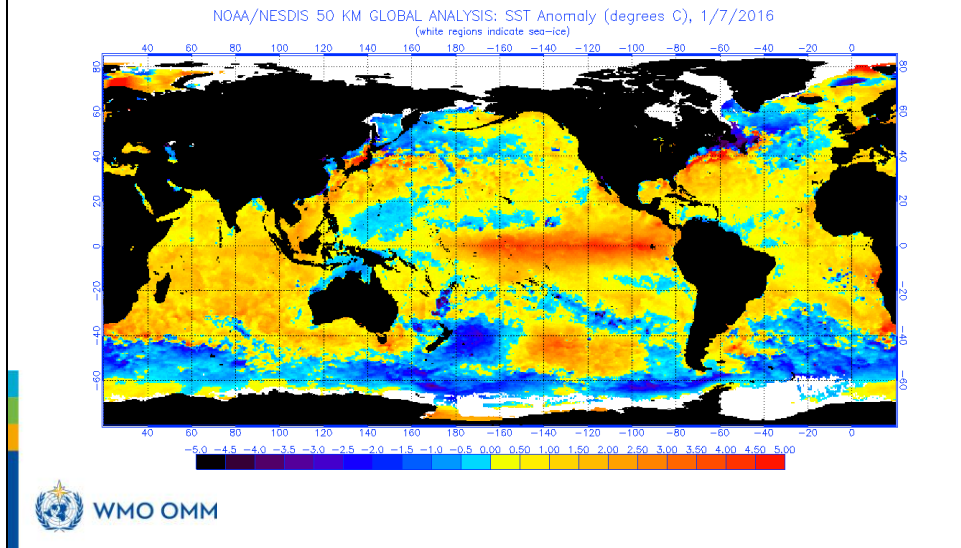 NOAA/NESDIS 50 KM GLOBAL ANALYSIS: SST Anomaly (degrees C), 1/7/2016
(white regions indicate sea-ice)
40 60 80 100 120 140 160 180 -160 -140 -120 -100 -80 -60 -40 -20 0
80 80
60 60
40 40
20 20
0 0
-20 -20
-40 -40
-60 -60
40 60 80 100 120 140 160 180 -160 -140 -120 -100 -80 -60 -40 -20 0
-5.0 -4.5 -3.5 -3.0 -2.5 -2.0 -1.5 -1.0 -0.5 0.00 0.50 1.00 1.50 2.00 2.50 3.00 3.50 4.00 4.50 5.00
WMO OMM